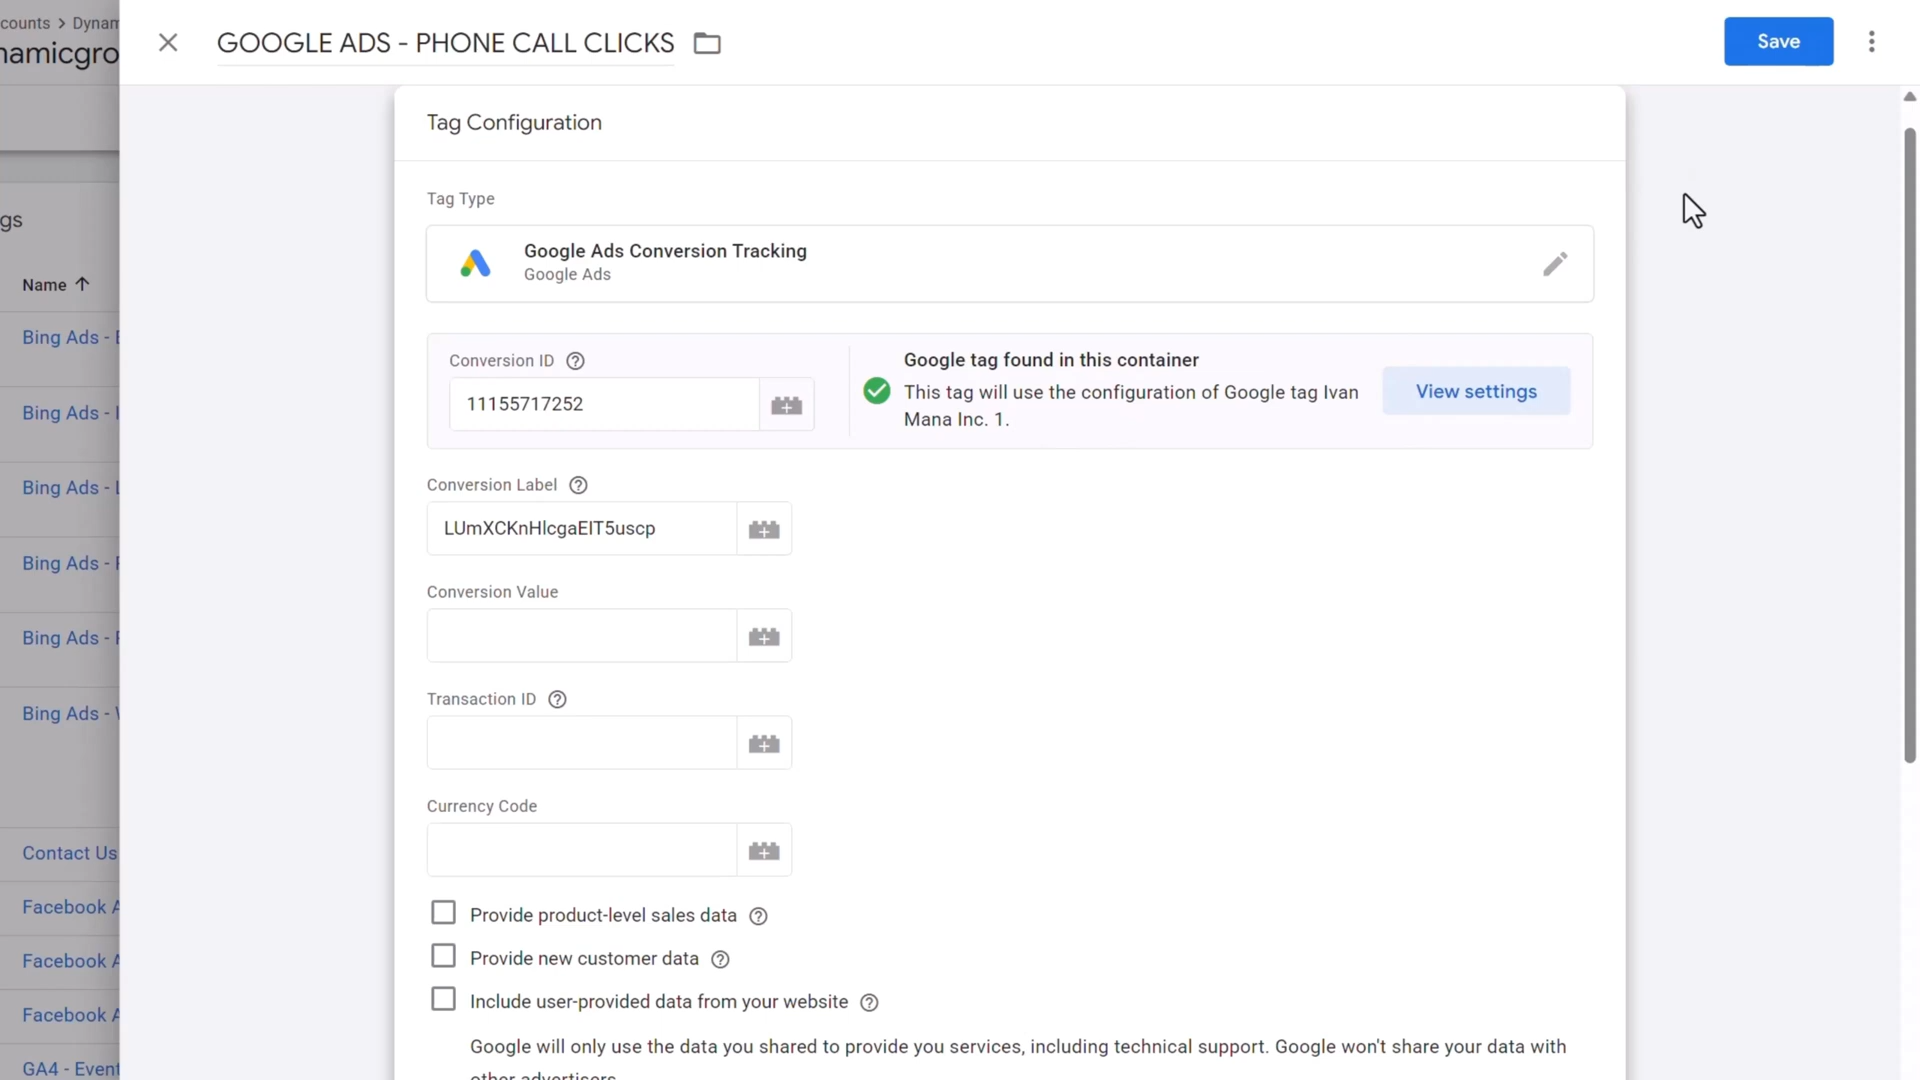 GOOGLE ADS - PHONE CALL CLICKS
Save
Tag Configuration
Tag Type
Google Ads Conversion Tracking
Google Ads
Conversion ID
11155717252
Google tag found in this container
This tag will use the configuration of Google tag Ivan
Mana Inc. 1.
View settings
Conversion Label
LUmXCKnHlcgaEIT5uscp
Conversion Value
Transaction ID
Currency Code
Provide product-level sales data
Provide new customer data
Include user-provided data from your website
Google will only use the data you shared to provide you services, including technical support. Google won't share your data with
other advertisers.
Name
Bing Ads -
Bing Ads -
Bing Ads -
Bing Ads -
Bing Ads -
Bing Ads -
Contact Us
Facebook
Facebook
Facebook
GA4 - Event